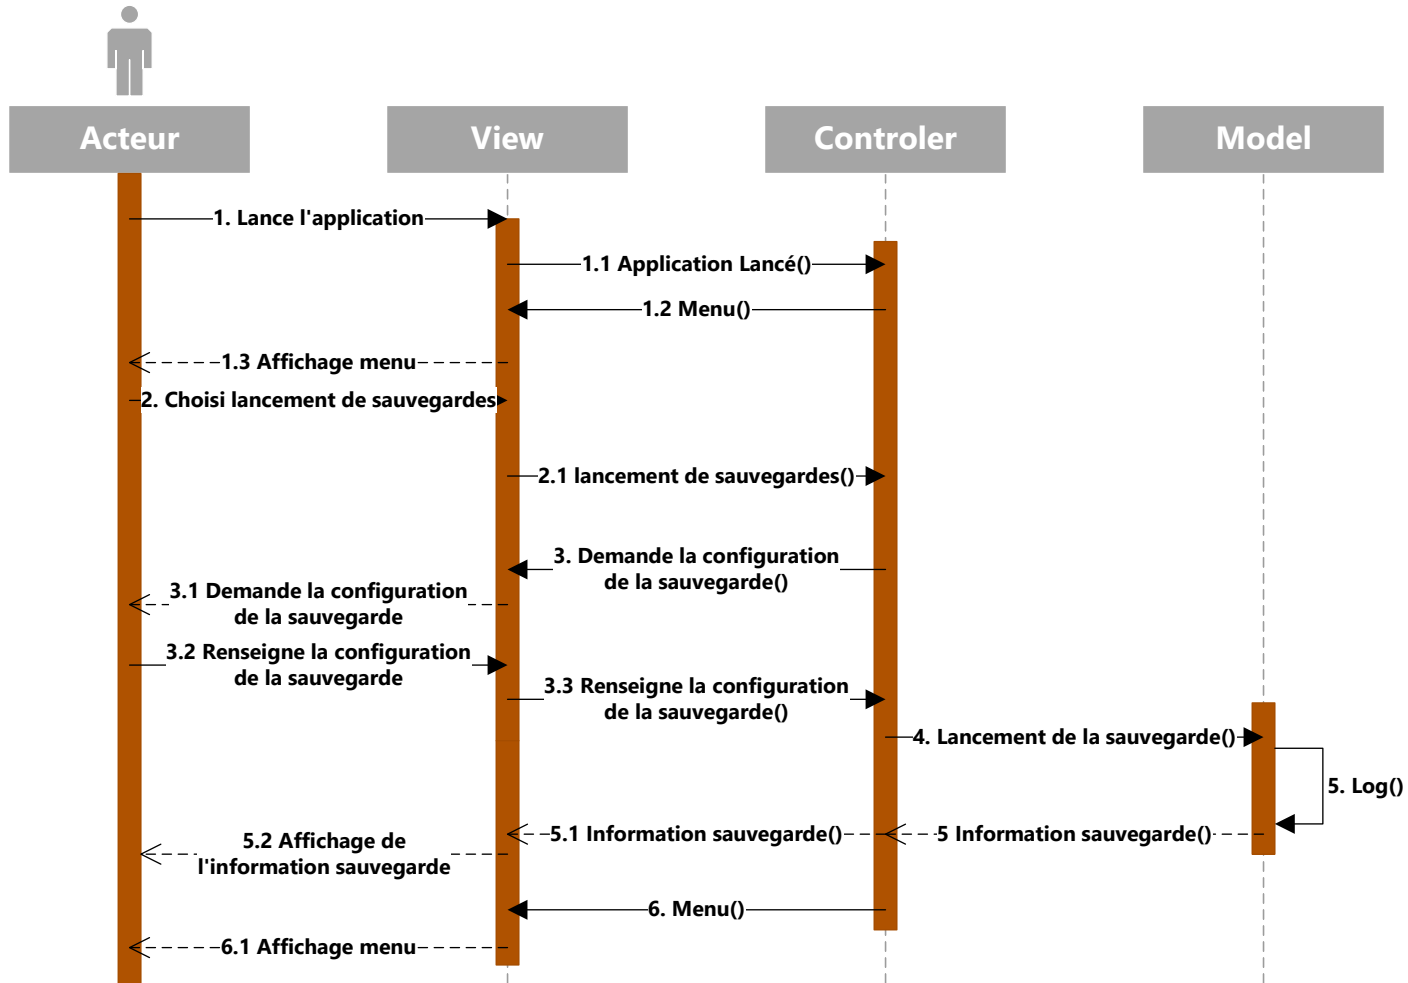 Acteur
View
Controler
Model
1. Lance l'application
1.1 Application Lancé()
1.2 Menu()
1.3 Affichage menu
2. Choisi lancement de sauvegardes
2.1 lancement de sauvegardes()
3. Demande la configuration
de la sauvegarde()
3.1 Demande la configuration
de la sauvegarde
3.2 Renseigne la configuration
de la sauvegarde
3.3 Renseigne la configuration
de la sauvegarde()
4. Lancement de la sauvegarde()
5. Log()
5 Information sauvegarde()
5.1 Information sauvegarde()
5.2 Affichage de
l'information sauvegarde
6. Menu()
6.1 Affichage menu